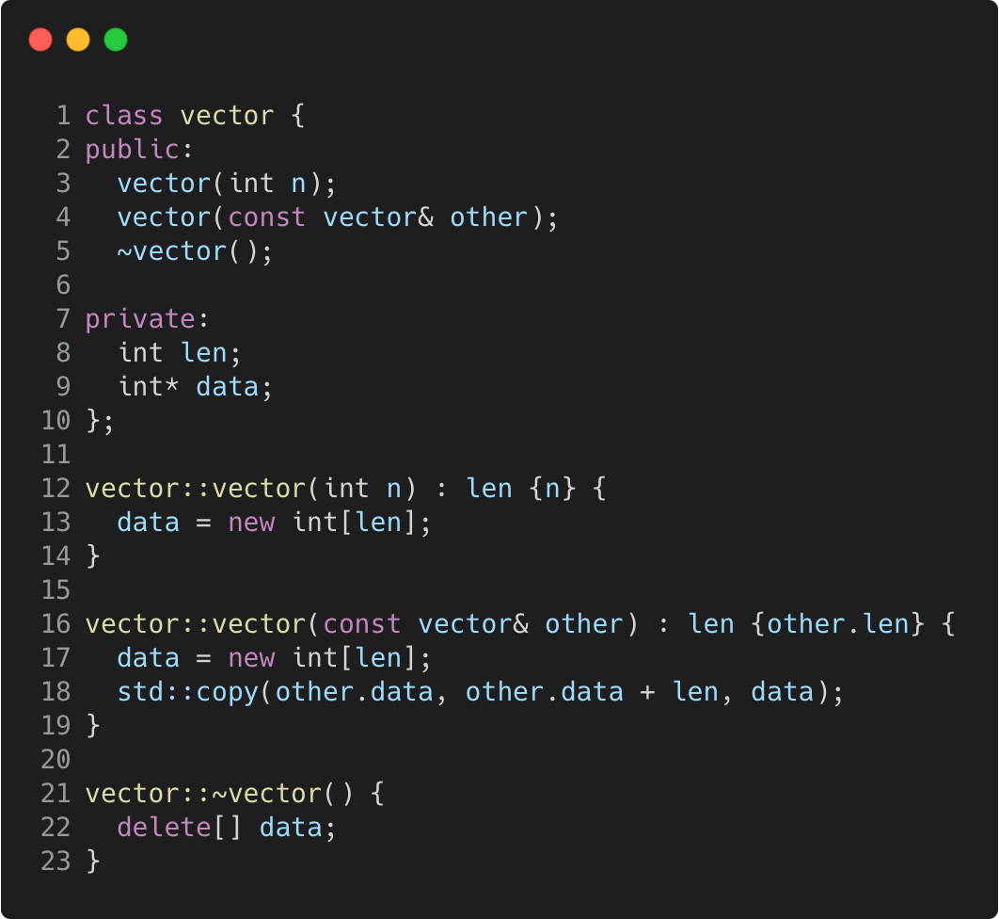 1 class vector {
2 public:
3   vector(int n);
4   vector(const vector& other);
5   ~vector();
6
7 private:
8   int len;
9   int* data;
10 };
11
12 vector::vector(int n) : len {n} {
13   data = new int[len];
14 }
15
16 vector::vector(const vector& other) : len {other.len} {
17   data = new int[len];
18   std::copy(other.data, other.data + len, data);
19 }
20
21 vector::~vector() {
22   delete[] data;
23 }